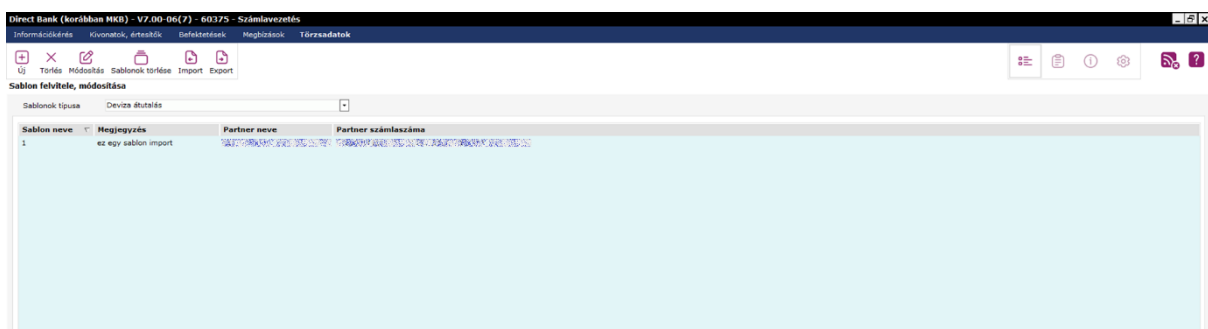 Direct Bank (korábban MKB) - V7.00-06(7) - 60375 - Számlavezetés
Információkérés Kivonatok, értesítők Befektetések Megbízások Törzsadatok
Új Törlés Módosítás Sablonok törlése Import Export
Sablon felvitele, módosítása
Sablonok típusa Deviza átutalás
Sablon neve Megjegyzés Partner neve Partner számlaszáma
1 ez egy sablon import